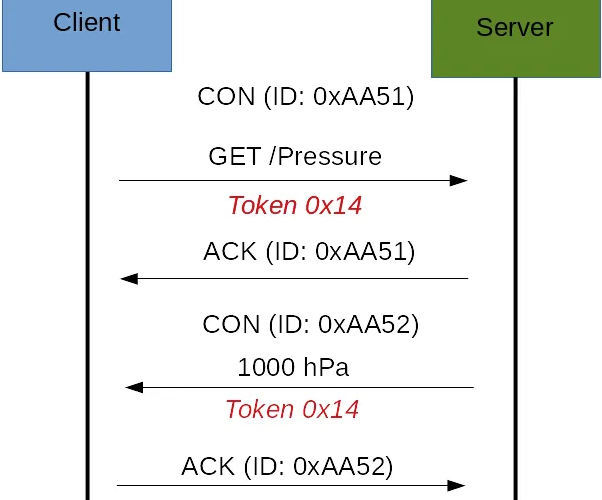 Client
Server
CON (ID: 0xAA51)
GET /Pressure
Token 0x14
ACK (ID: 0xAA51)
CON (ID: 0xAA52)
1000 hPa
Token 0x14
ACK (ID: 0xAA52)